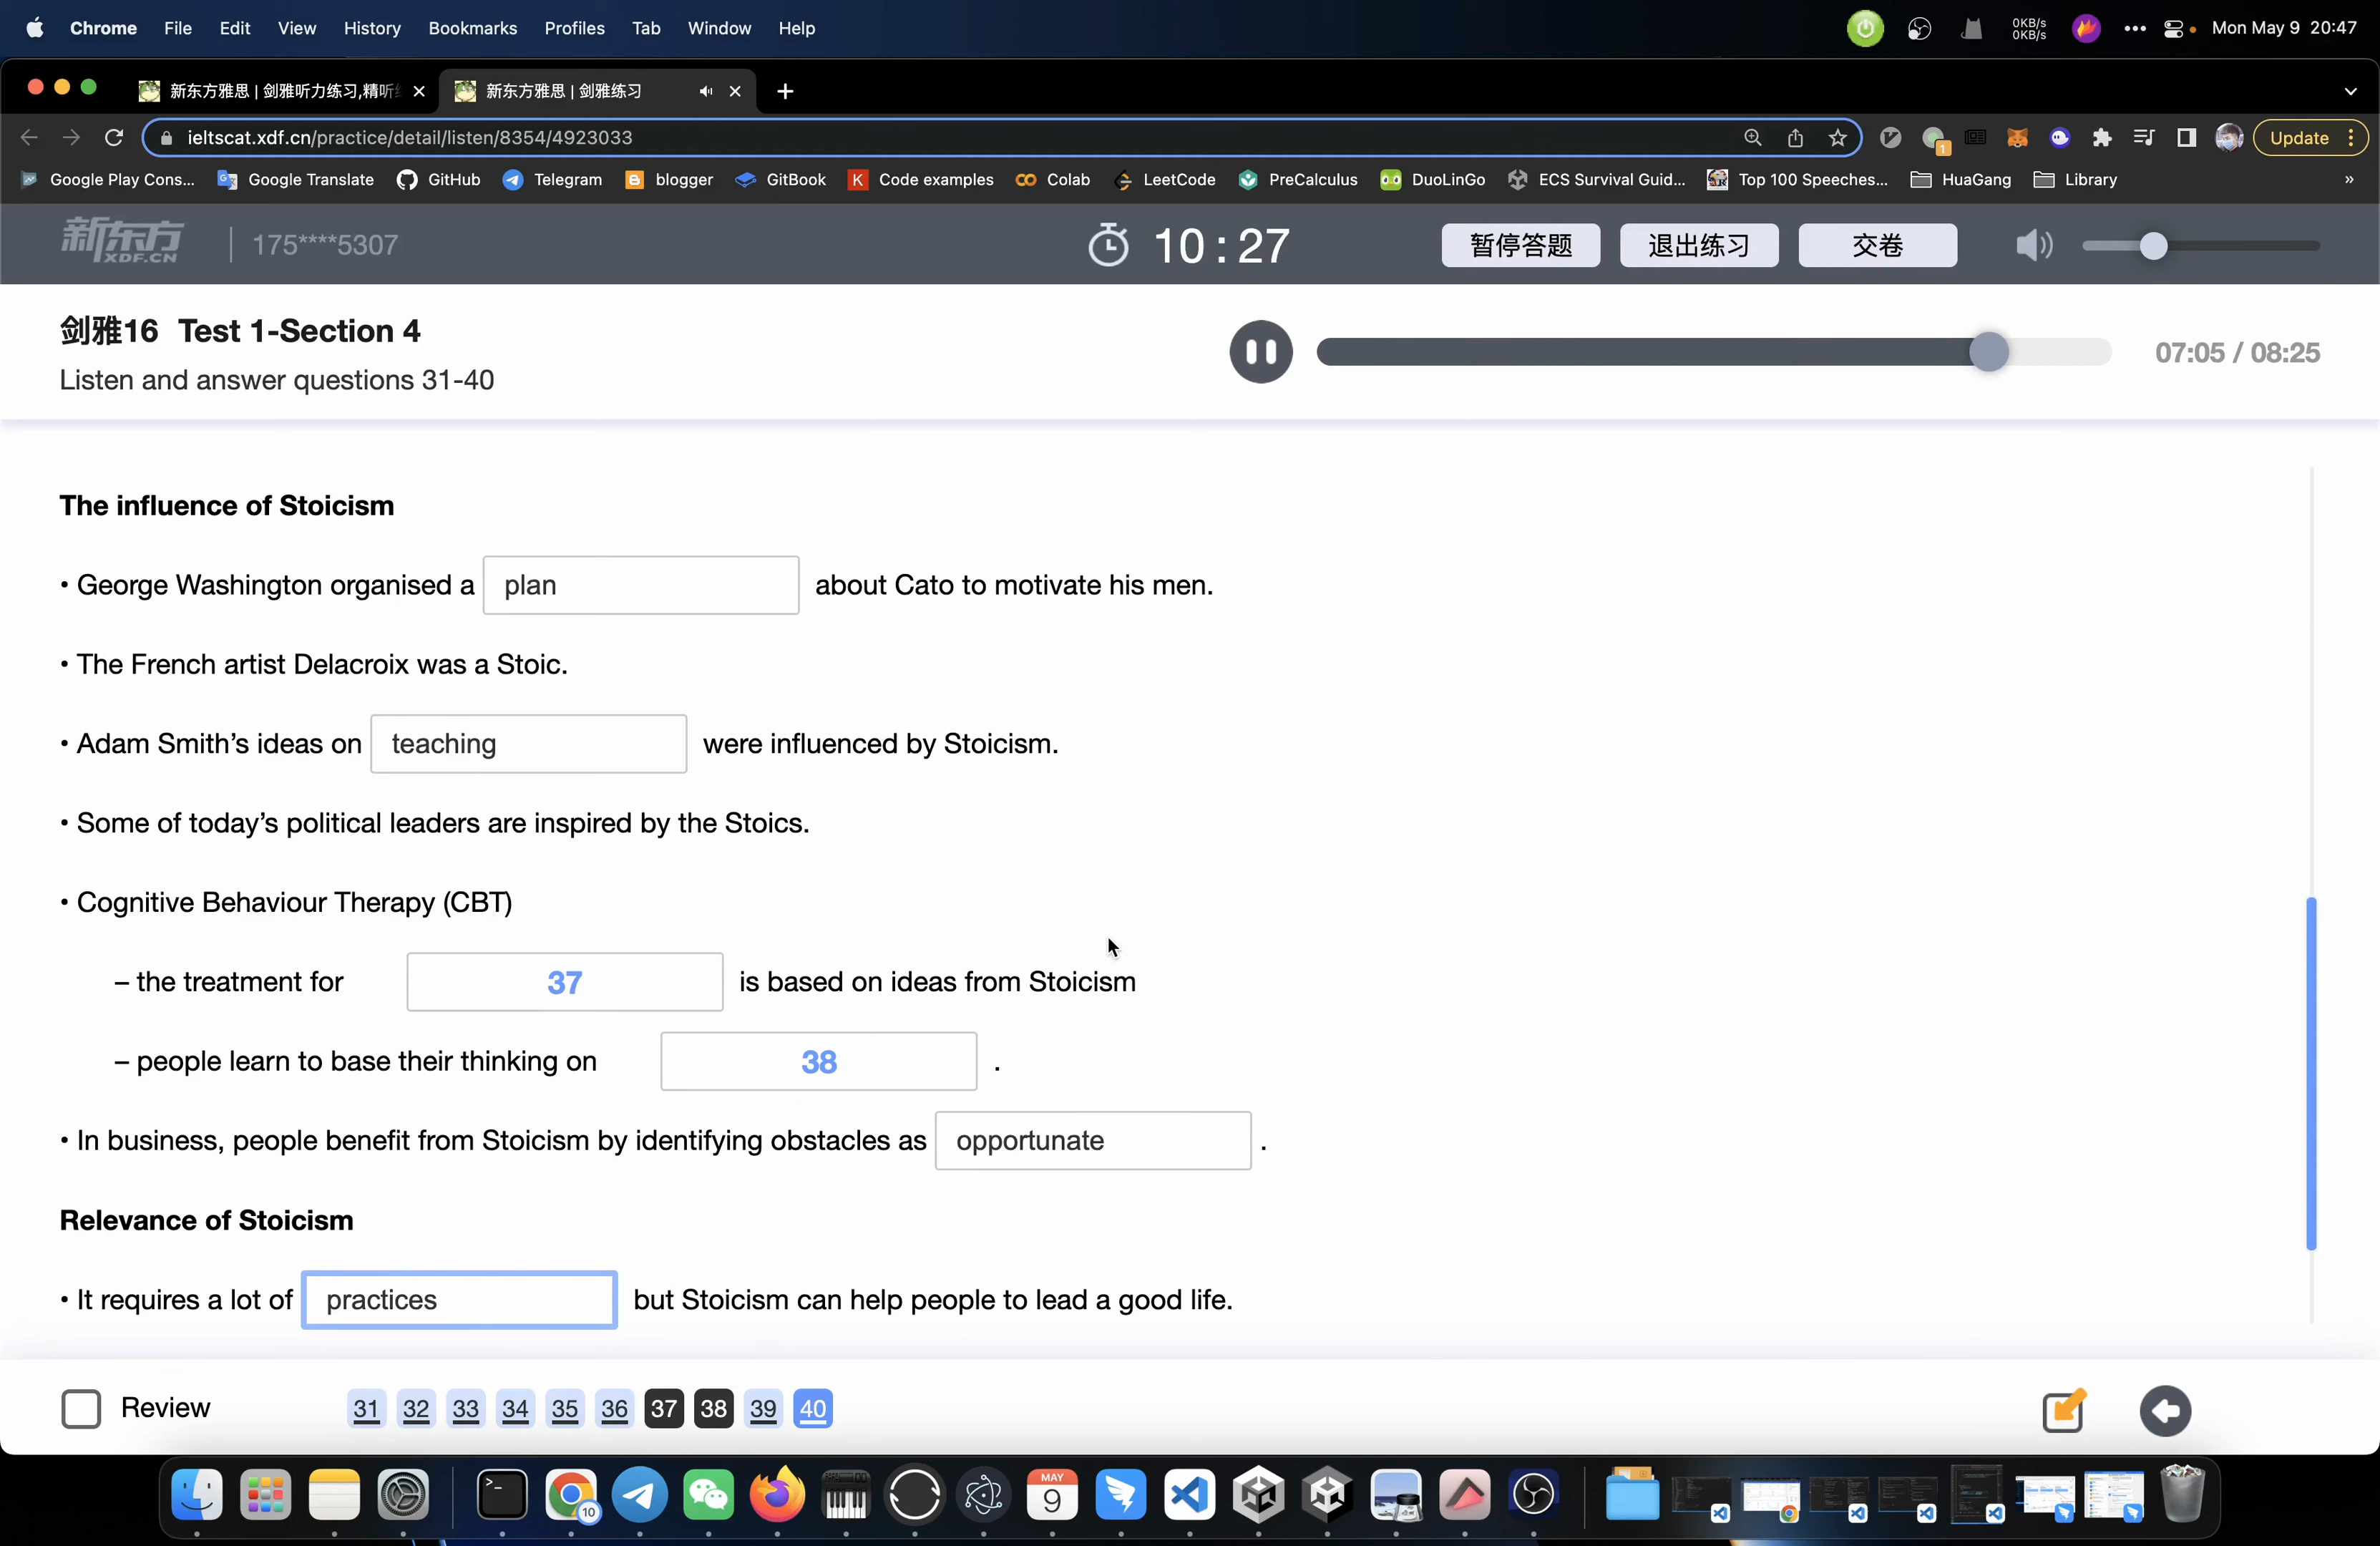 Chrome File Edit View History Bookmarks Profiles Tab Window Help 0KB/s 0KB/s Mon May 9 20:47
新东方雅思 | 剑雅听力练习,精听 新东方雅思 | 剑雅练习
ieltscat.xdf.cn/practice/detail/listen/8354/4923033 1 Update
Google Play Cons... Google Translate GitHub Telegram blogger GitBook Code examples Colab LeetCode PreCalculus DuoLinGo ECS Survival Guid... Top 100 Speeches... HuaGang Library »
新东方 XDF.CN 175****5307 10 : 27 暂停答题 退出练习 交卷
剑雅16 Test 1-Section 4
Listen and answer questions 31-40
07:05 / 08:25
The influence of Stoicism
• George Washington organised a plan about Cato to motivate his men.
• The French artist Delacroix was a Stoic.
• Adam Smith's ideas on teaching were influenced by Stoicism.
• Some of today's political leaders are inspired by the Stoics.
• Cognitive Behaviour Therapy (CBT)
– the treatment for 37 is based on ideas from Stoicism
– people learn to base their thinking on 38 .
• In business, people benefit from Stoicism by identifying obstacles as opportunate .
Relevance of Stoicism
• It requires a lot of practices but Stoicism can help people to lead a good life.
Review 31 32 33 34 35 36 37 38 39 40
10 MAY 9